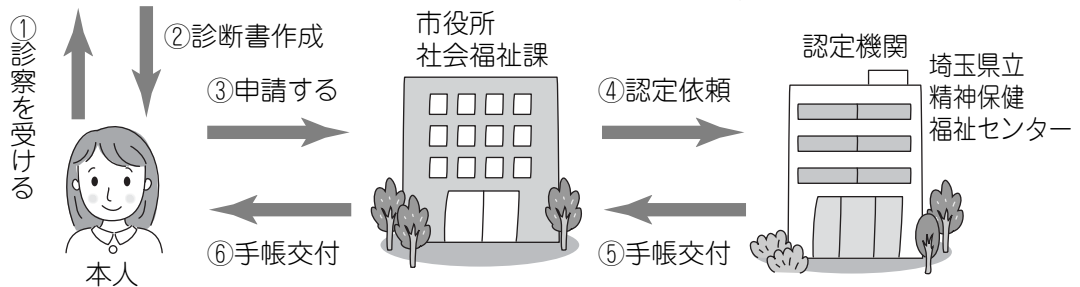 ①診察を受ける
②診断書作成
③申請する
市役所
社会福祉課
④認定依頼
認定機関
埼玉県立
精神保健
福祉センター
⑤手帳交付
⑥手帳交付
本人